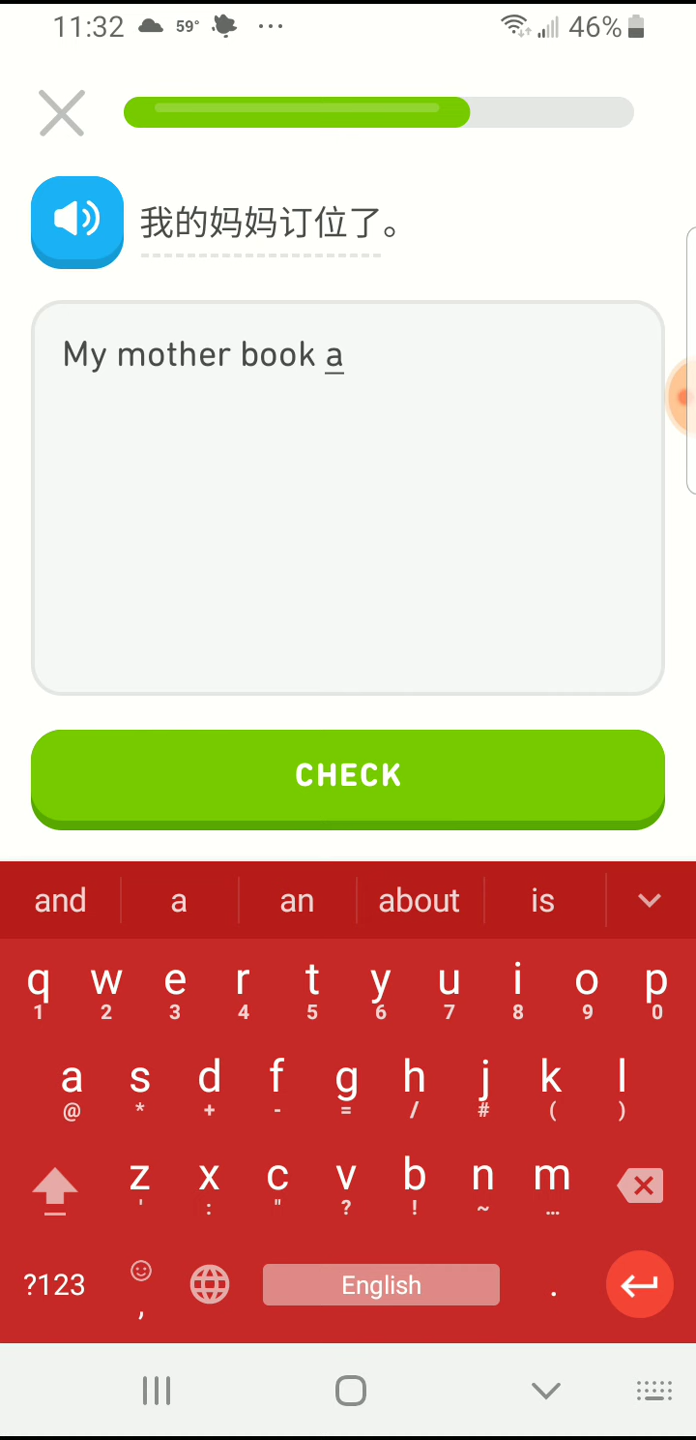 11:32 59° ... 46%
我的妈妈订位了。
My mother book a
CHECK
and a an about is
q w e r t y u i o p
1 2 3 4 5 6 7 8 9 0
a s d f g h j k l
@ * + - = / # ( )
z x c v b n m
' : " ? ! ~ ...
?123 , English .